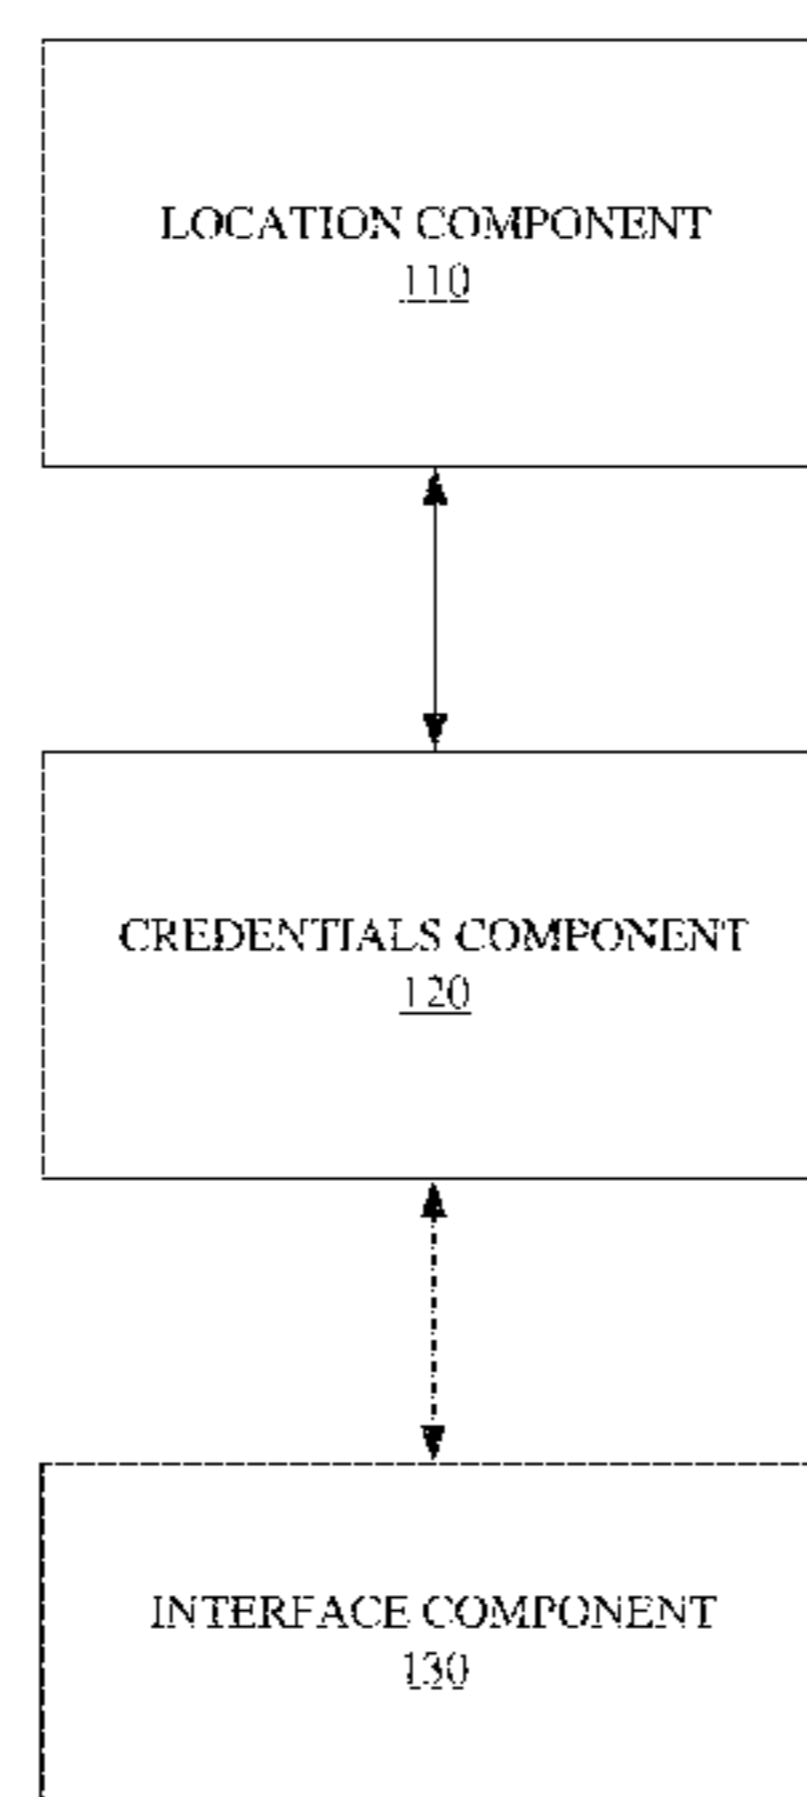 LOCATION COMPONENT
110
CREDENTIALS COMPONENT
120
INTERFACE COMPONENT
130